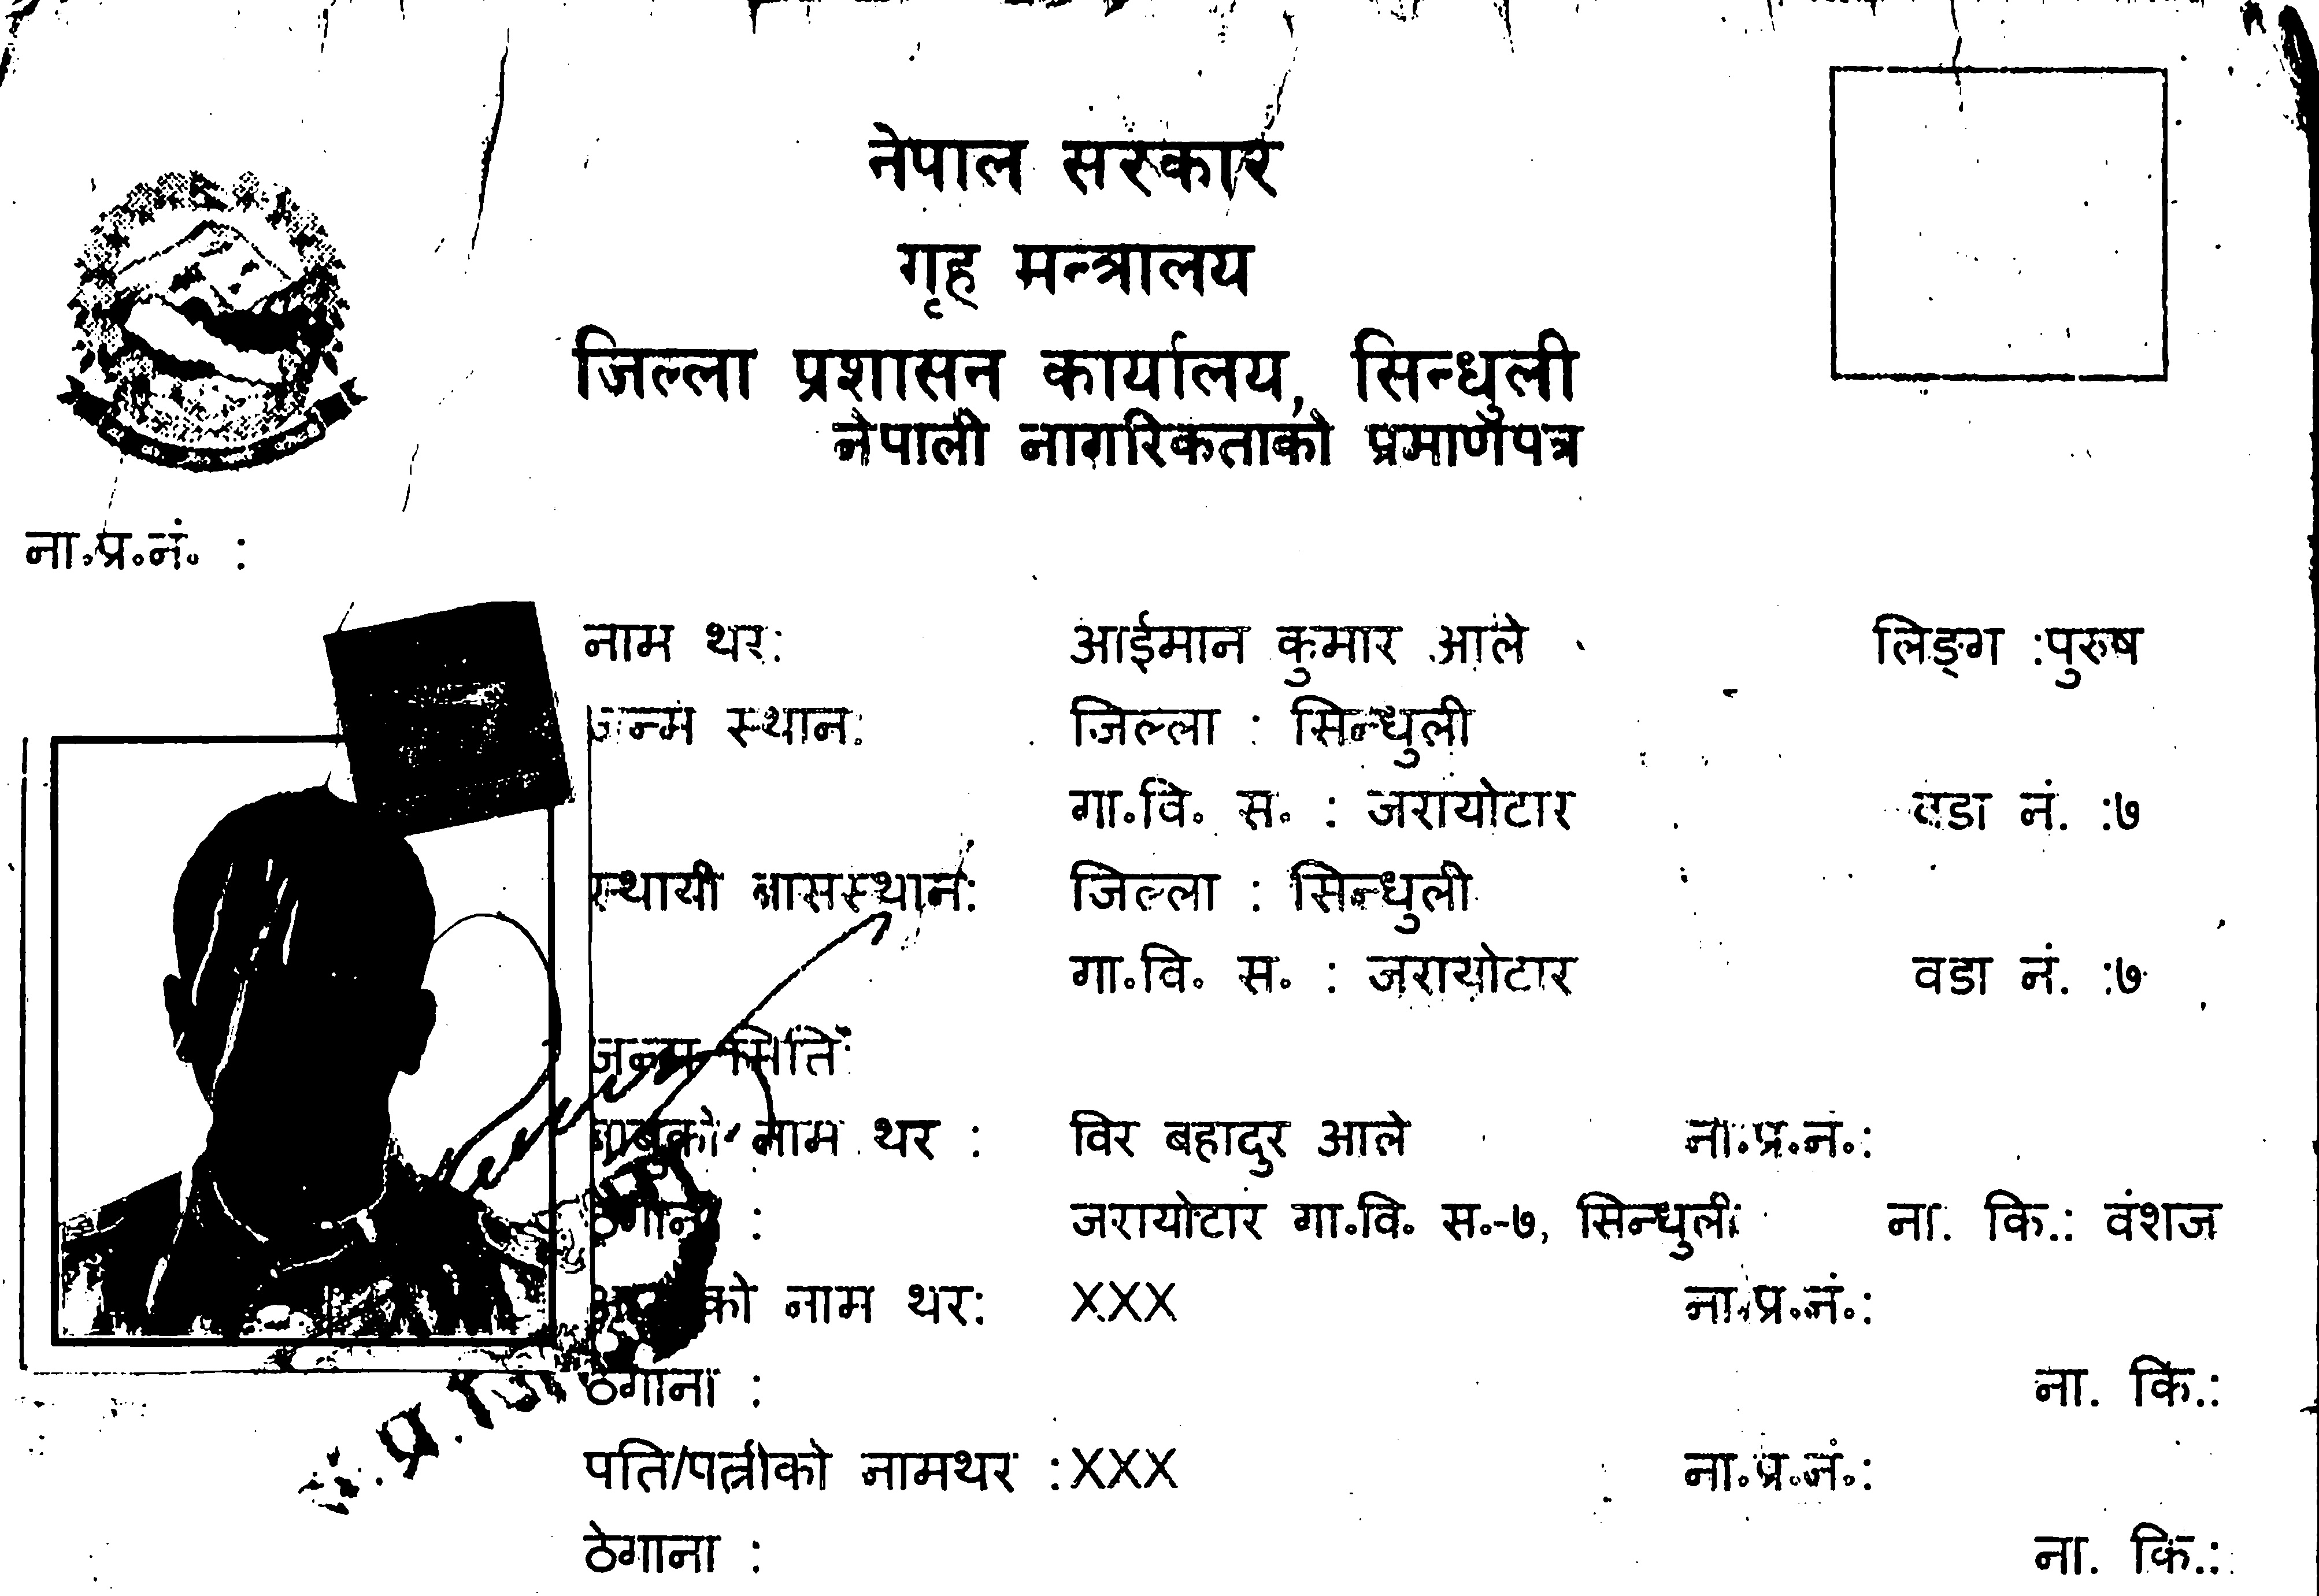 नेपाल सरकार
गृह मन्त्रालय
जिल्ला प्रशासन कार्यालय, सिन्धुली
नेपाली नागरिकताको प्रमाणपत्र
ना॰प्र॰नं॰ :
नाम थर: आईमान कुमार आले लिङ्ग :पुरुष
जन्म स्थान: जिल्ला : सिन्धुली
गा॰वि॰ स॰ : जरायोटार वडा नं. :७
स्थायी बासस्थान: जिल्ला : सिन्धुली
गा॰वि॰ स॰ : जरायोटार वडा नं. :७
जन्म मिति:
बाबुको नाम थर : विर बहादुर आले ना॰प्र॰नं॰:
ठेगाना : जरायोटार गा॰वि॰ स॰-७, सिन्धुली ना. कि.: वंशज
को नाम थर: XXX ना॰प्र॰नं॰:
ठेगाना : ना. कि.:
पति/पत्नीको नामथर :XXX ना॰प्र॰नं॰:
ठेगाना : ना. कि.: